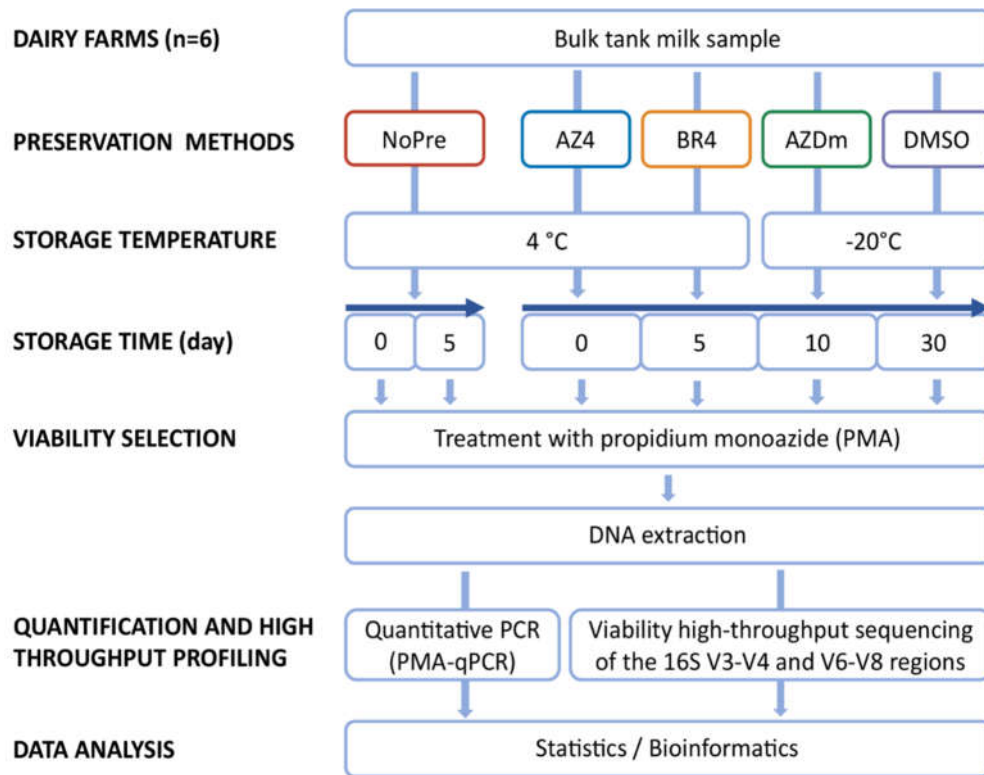 DAIRY FARMS (n=6)
Bulk tank milk sample
PRESERVATION METHODS
NoPre
AZ4
BR4
AZDm
DMSO
STORAGE TEMPERATURE
4 °C
-20°C
STORAGE TIME (day)
0
5
0
5
10
30
VIABILITY SELECTION
Treatment with propidium monoazide (PMA)
DNA extraction
QUANTIFICATION AND HIGH
THROUGHPUT PROFILING
Quantitative PCR
(PMA-qPCR)
Viability high-throughput sequencing
of the 16S V3-V4 and V6-V8 regions
DATA ANALYSIS
Statistics / Bioinformatics